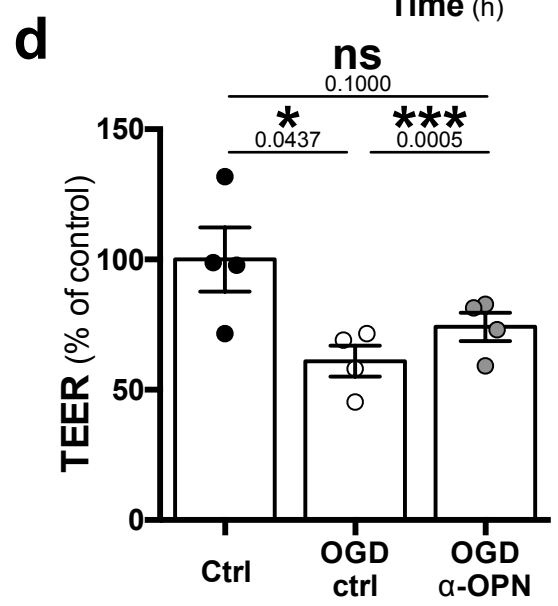 Time (h)
d
ns
0.1000
* ***
0.0437 0.0005
150
100
50
0
TEER (% of control)
Ctrl
OGD ctrl
OGD α-OPN